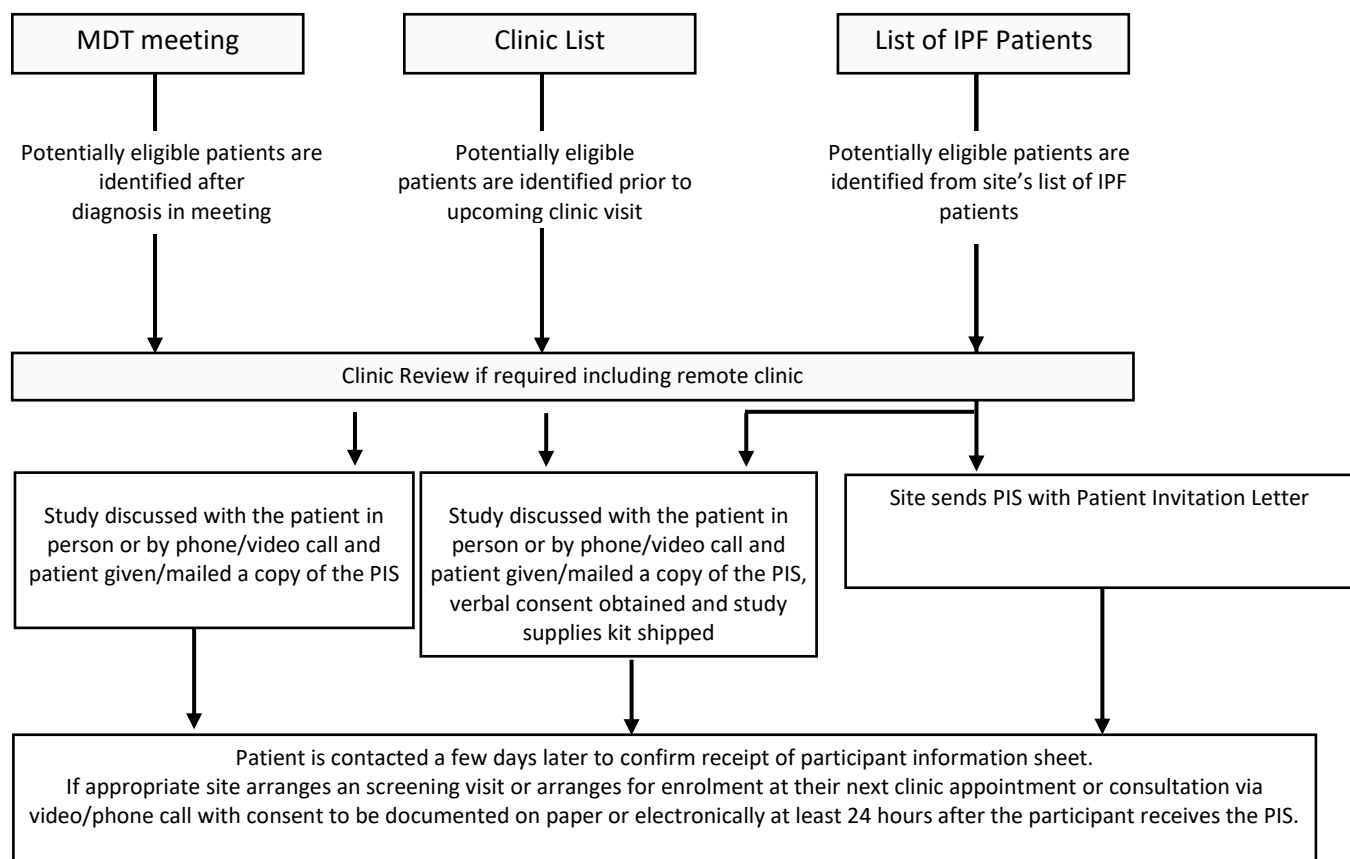 MDT meeting
Clinic List
List of IPF Patients
Potentially eligible patients are
identified after
diagnosis in meeting
Potentially eligible
patients are identified prior to
upcoming clinic visit
Potentially eligible patients are
identified from site's list of IPF
patients
Clinic Review if required including remote clinic
Study discussed with the patient in
person or by phone/video call and
patient given/mailed a copy of the PIS
Study discussed with the patient in
person or by phone/video call and
patient given/mailed a copy of the PIS,
verbal consent obtained and study
supplies kit shipped
Site sends PIS with Patient Invitation Letter
Patient is contacted a few days later to confirm receipt of participant information sheet.
If appropriate site arranges an screening visit or arranges for enrolment at their next clinic appointment or consultation via
video/phone call with consent to be documented on paper or electronically at least 24 hours after the participant receives the PIS.